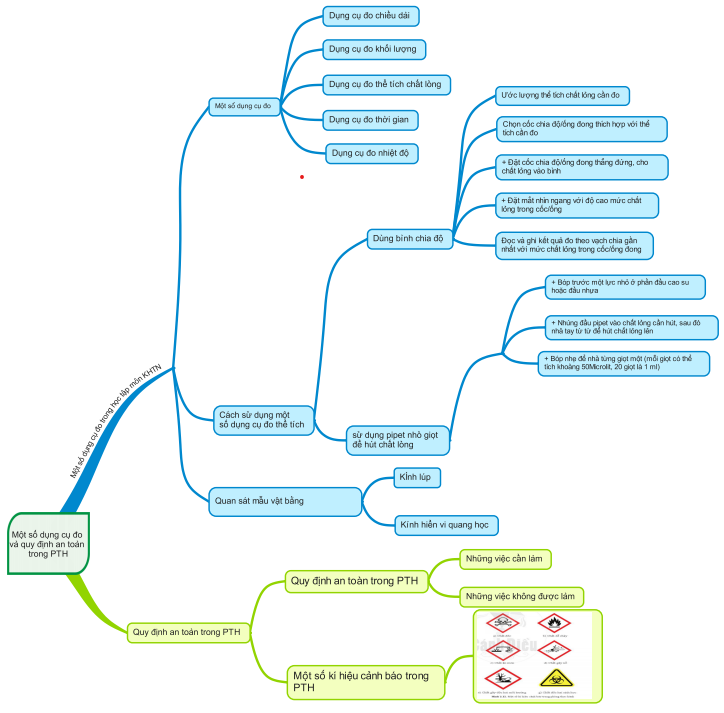 Một số dụng cụ đo
và quy định an toàn
trong PTH
Một số dụng cụ đo trong học tập môn KHTN
Một số dụng cụ đo
Dụng cụ đo chiều dài
Dụng cụ đo khối lượng
Dụng cụ đo thể tích chất lỏng
Dụng cụ đo thời gian
Dụng cụ đo nhiệt độ
Cách sử dụng một
số dụng cụ đo thể tích
Dùng bình chia độ
Ước lượng thể tích chất lỏng cần đo
Chọn cốc chia độ/ống đong thích hợp với thể
tích cần đo
+ Đặt cốc chia độ/ống đong thẳng đứng, cho
chất lỏng vào bình
+ Đặt mắt nhìn ngang với độ cao mức chất
lỏng trong cốc/ống
Đọc và ghi kết quả đo theo vạch chia gần
nhất với mức chất lỏng trong cốc/ống đong
sử dụng pipet nhỏ giọt
để hút chất lỏng
+ Bóp trước một lực nhỏ ở phần đầu cao su
hoặc đầu nhựa
+ Nhúng đầu pipet vào chất lỏng cần hút, sau đó
nhả tay từ từ để hút chất lỏng lên
+ Bóp nhẹ để nhả từng giọt một (mỗi giọt có thể
tích khoảng 50Microlit, 20 giọt là 1 ml)
Quan sát mẫu vật bằng
Kính lúp
Kính hiển vi quang học
Quy định an toàn trong PTH
Quy định an toàn trong PTH
Những việc cần làm
Những việc không được làm
Một số kí hiệu cảnh báo trong
PTH